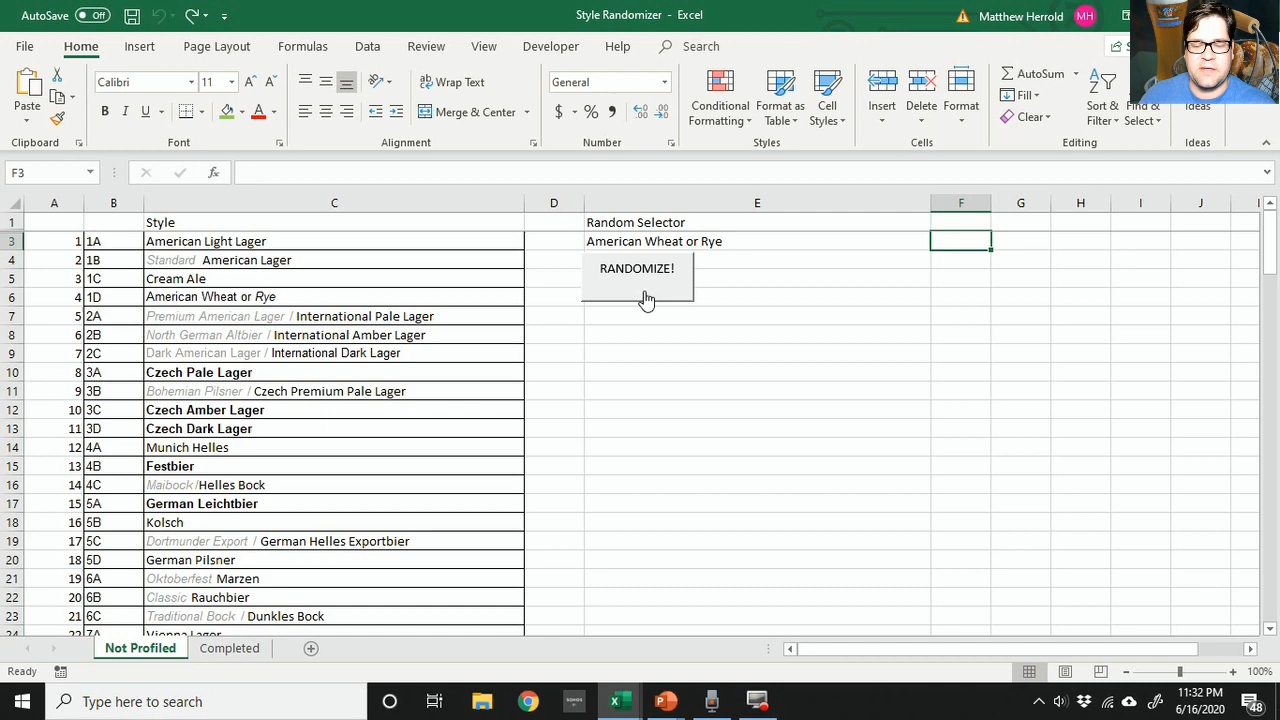 AutoSave Off Style Randomizer - Excel Matthew Herrold MH
File Home Insert Page Layout Formulas Data Review View Developer Help Search
Calibri 11 Wrap Text General AutoSum
Paste Conditional Format as Cell Insert Delete Format Fill Sort & Find & Ideas
B I U Merge & Center $ % Formatting Table Styles Clear Filter Select
Clipboard Font Alignment Number Styles Cells Editing Ideas
F3 fx
A B C D E F G H I J
1 Style Random Selector
3 1 1A American Light Lager American Wheat or Rye
4 2 1B Standard American Lager RANDOMIZE!
5 3 1C Cream Ale
6 4 1D American Wheat or Rye
7 5 2A Premium American Lager / International Pale Lager
8 6 2B North German Altbier / International Amber Lager
9 7 2C Dark American Lager / International Dark Lager
10 8 3A Czech Pale Lager
11 9 3B Bohemian Pilsner / Czech Premium Pale Lager
12 10 3C Czech Amber Lager
13 11 3D Czech Dark Lager
14 12 4A Munich Helles
15 13 4B Festbier
16 14 4C Maibock /Helles Bock
17 15 5A German Leichtbier
18 16 5B Kolsch
19 17 5C Dortmunder Export / German Helles Exportbier
20 18 5D German Pilsner
21 19 6A Oktoberfest Marzen
22 20 6B Classic Rauchbier
23 21 6C Traditional Bock / Dunkles Bock
24 22 7A Vienna Lager
Not Profiled Completed
Ready 100%
Type here to search 11:32 PM
6/16/2020 48